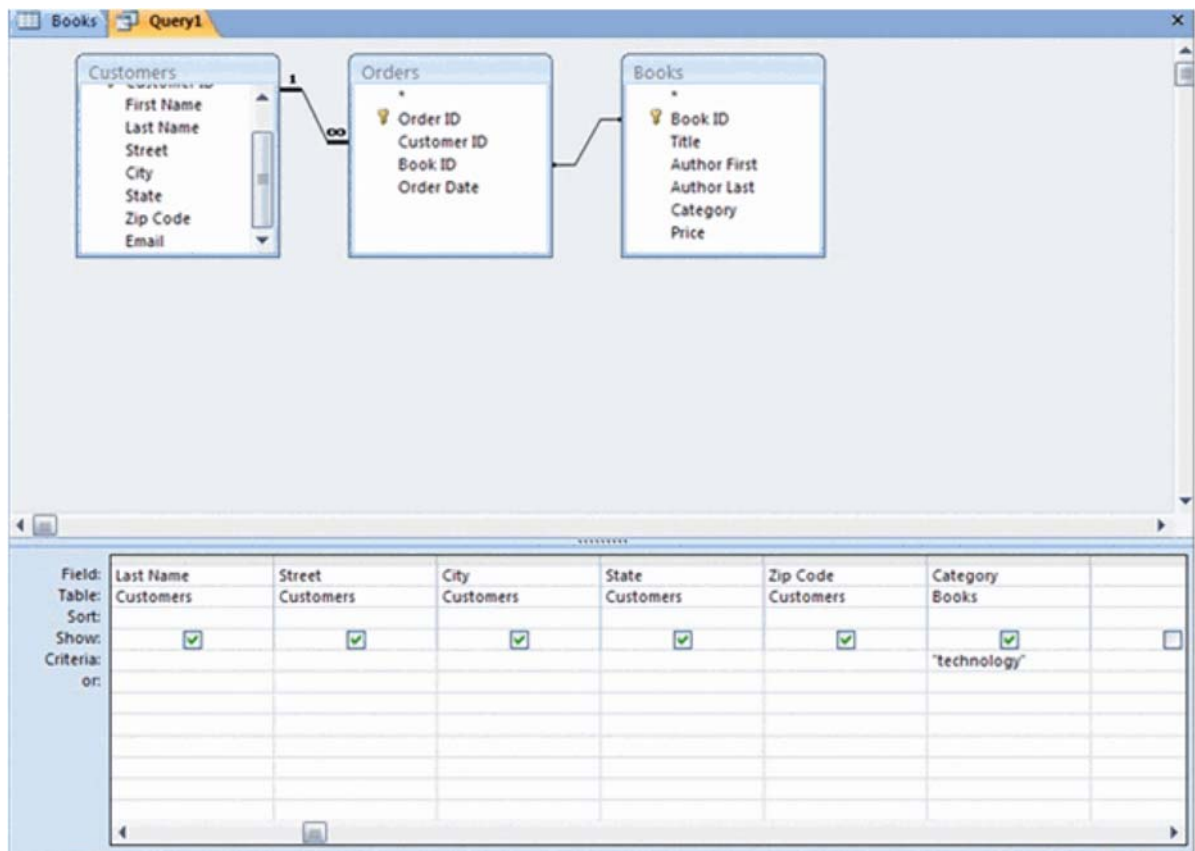 Books Query1
Customers Orders Books
Customer ID
First Name
Last Name
Street
City
State
Zip Code
Email
*
Order ID
Customer ID
Book ID
Order Date
*
Book ID
Title
Author First
Author Last
Category
Price
1
∞
Field: Last Name Street City State Zip Code Category
Table: Customers Customers Customers Customers Customers Books
Sort:
Show:
Criteria: "technology"
or: